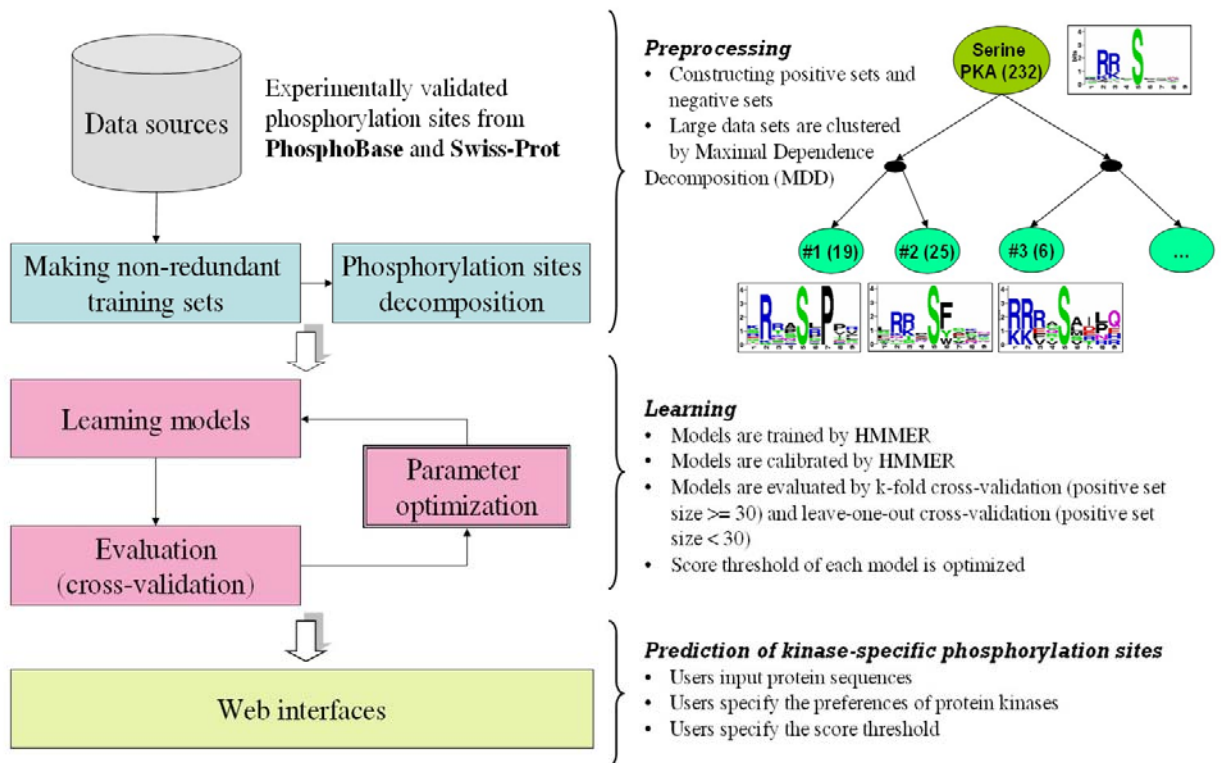 Data sources
Experimentally validated
phosphorylation sites from
PhosphoBase and Swiss-Prot
Making non-redundant
training sets
Phosphorylation sites
decomposition
Learning models
Parameter
optimization
Evaluation
(cross-validation)
Web interfaces
Preprocessing
• Constructing positive sets and
negative sets
• Large data sets are clustered
by Maximal Dependence
Decomposition (MDD)
Serine
PKA (232)
#1 (19)
#2 (25)
#3 (6)
...
Learning
• Models are trained by HMMER
• Models are calibrated by HMMER
• Models are evaluated by k-fold cross-validation (positive set
size >= 30) and leave-one-out cross-validation (positive set
size < 30)
• Score threshold of each model is optimized
Prediction of kinase-specific phosphorylation sites
• Users input protein sequences
• Users specify the preferences of protein kinases
• Users specify the score threshold